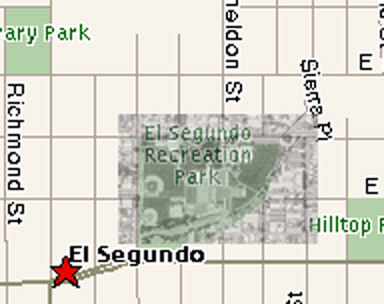 rary Park
heldon St
Sierra Pl
E
Richmond St
El Segundo
Recreation
Park
E
Hilltop P
El Segundo